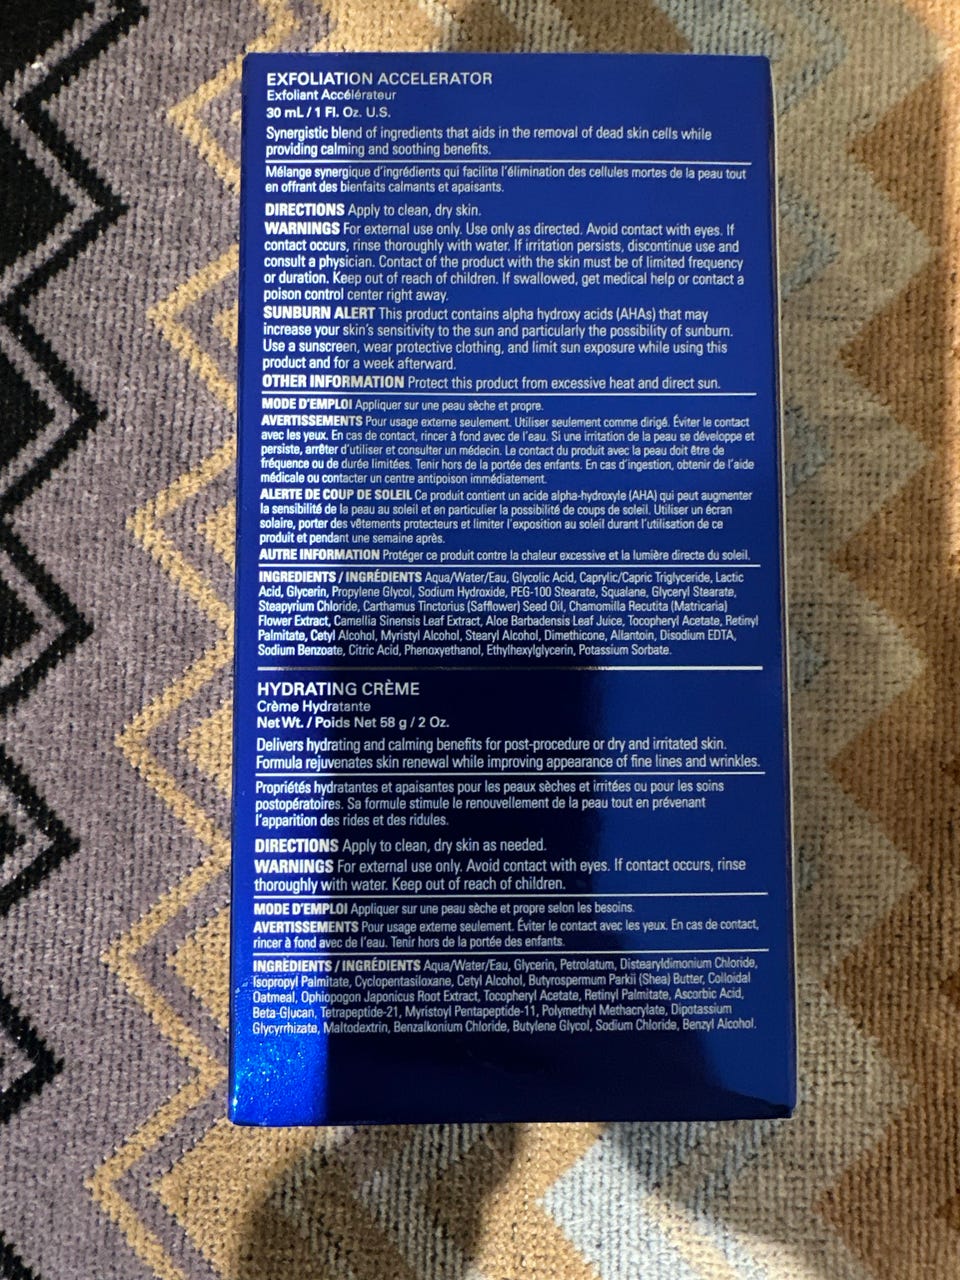 EXFOLIATION ACCELERATOR
Exfoliant Accélérateur
30 mL / 1 Fl. Oz. U.S.
Synergistic blend of ingredients that aids in the removal of dead skin cells while
providing calming and soothing benefits.
Mélange synergique d'ingrédients qui facilite l'élimination des cellules mortes de la peau tout
en offrant des bienfaits calmants et apaisants.
DIRECTIONS Apply to clean, dry skin.
WARNINGS For external use only. Use only as directed. Avoid contact with eyes. If
contact occurs, rinse thoroughly with water. If irritation persists, discontinue use and
consult a physician. Contact of the product with the skin must be of limited frequency
or duration. Keep out of reach of children. If swallowed, get medical help or contact a
poison control center right away.
SUNBURN ALERT This product contains alpha hydroxy acids (AHAs) that may
increase your skin's sensitivity to the sun and particularly the possibility of sunburn.
Use a sunscreen, wear protective clothing, and limit sun exposure while using this
product and for a week afterward.
OTHER INFORMATION Protect this product from excessive heat and direct sun.
MODE D'EMPLOI Appliquer sur une peau sèche et propre.
AVERTISSEMENTS Pour usage externe seulement. Utiliser seulement comme dirigé. Éviter le contact
avec les yeux. En cas de contact, rincer à fond avec de l'eau. Si une irritation de la peau se développe et
persiste, arrêter d'utiliser et consulter un médecin. Le contact du produit avec la peau doit être de
fréquence ou de durée limitées. Tenir hors de la portée des enfants. En cas d'ingestion, obtenir de l'aide
médicale ou contacter un centre antipoison immédiatement.
ALERTE DE COUP DE SOLEIL Ce produit contient un acide alpha-hydroxyle (AHA) qui peut augmenter
la sensibilité de la peau au soleil et en particulier la possibilité de coups de soleil. Utiliser un écran
solaire, porter des vêtements protecteurs et limiter l'exposition au soleil durant l'utilisation de ce
produit et pendant une semaine après.
AUTRE INFORMATION Protéger ce produit contre la chaleur excessive et la lumière directe du soleil.
INGREDIENTS / INGRÉDIENTS Aqua/Water/Eau, Glycolic Acid, Caprylic/Capric Triglyceride, Lactic
Acid, Glycerin, Propylene Glycol, Sodium Hydroxide, PEG-100 Stearate, Squalane, Glyceryl Stearate,
Steapyrium Chloride, Carthamus Tinctorius (Safflower) Seed Oil, Chamomilla Recutita (Matricaria)
Flower Extract, Camellia Sinensis Leaf Extract, Aloe Barbadensis Leaf Juice, Tocopheryl Acetate, Retinyl
Palmitate, Cetyl Alcohol, Myristyl Alcohol, Stearyl Alcohol, Dimethicone, Allantoin, Disodium EDTA,
Sodium Benzoate, Citric Acid, Phenoxyethanol, Ethylhexylglycerin, Potassium Sorbate.
HYDRATING CRÈME
Crème Hydratante
Net Wt. / Poids Net 58 g / 2 Oz.
Delivers hydrating and calming benefits for post-procedure or dry and irritated skin.
Formula rejuvenates skin renewal while improving appearance of fine lines and wrinkles.
Propriétés hydratantes et apaisantes pour les peaux sèches et irritées ou pour les soins
postopératoires. Sa formule stimule le renouvellement de la peau tout en prévenant
l'apparition des rides et des ridules.
DIRECTIONS Apply to clean, dry skin as needed.
WARNINGS For external use only. Avoid contact with eyes. If contact occurs, rinse
thoroughly with water. Keep out of reach of children.
MODE D'EMPLOI Appliquer sur une peau sèche et propre selon les besoins.
AVERTISSEMENTS Pour usage externe seulement. Éviter le contact avec les yeux. En cas de contact,
rincer à fond avec de l'eau. Tenir hors de la portée des enfants.
INGREDIENTS / INGRÉDIENTS Aqua/Water/Eau, Glycerin, Petrolatum, Distearyldimonium Chloride,
Isopropyl Palmitate, Cyclopentasiloxane, Cetyl Alcohol, Butyrospermum Parkii (Shea) Butter, Colloidal
Oatmeal, Ophiopogon Japonicus Root Extract, Tocopheryl Acetate, Retinyl Palmitate, Ascorbic Acid,
Beta-Glucan, Tetrapeptide-21, Myristoyl Pentapeptide-11, Polymethyl Methacrylate, Dipotassium
Glycyrrhizate, Maltodextrin, Benzalkonium Chloride, Butylene Glycol, Sodium Chloride, Benzyl Alcohol.